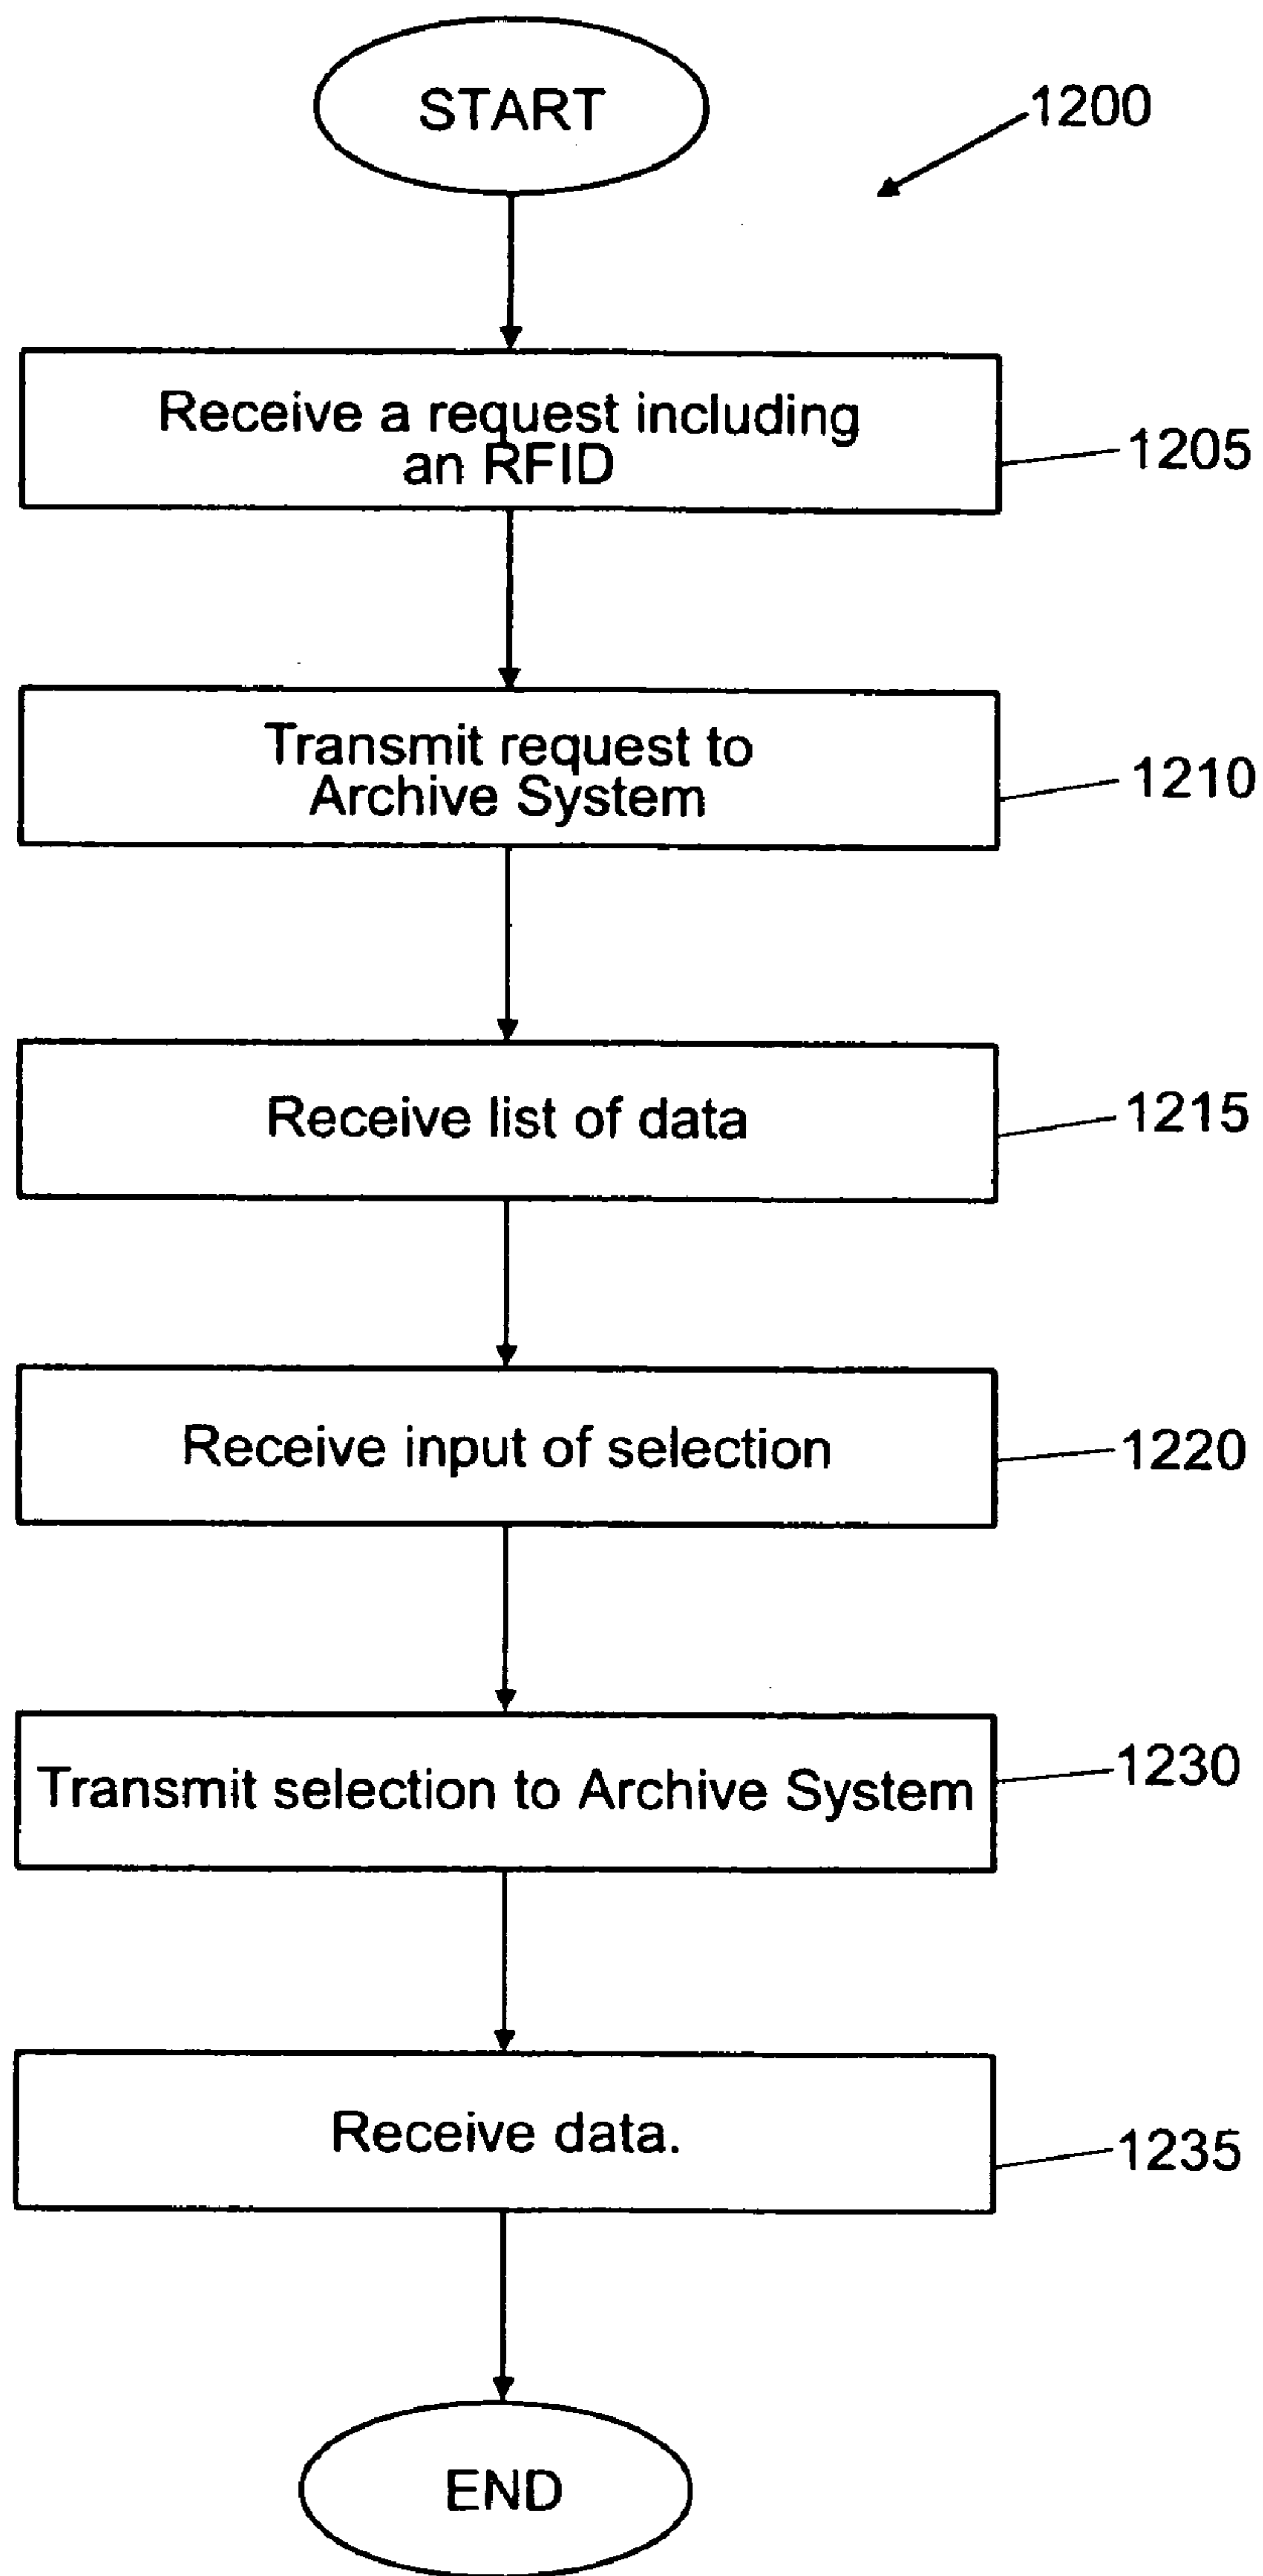 START
1200
Receive a request including
an RFID
1205
Transmit request to
Archive System
1210
Receive list of data
1215
Receive input of selection
1220
Transmit selection to Archive System
1230
Receive data.
1235
END